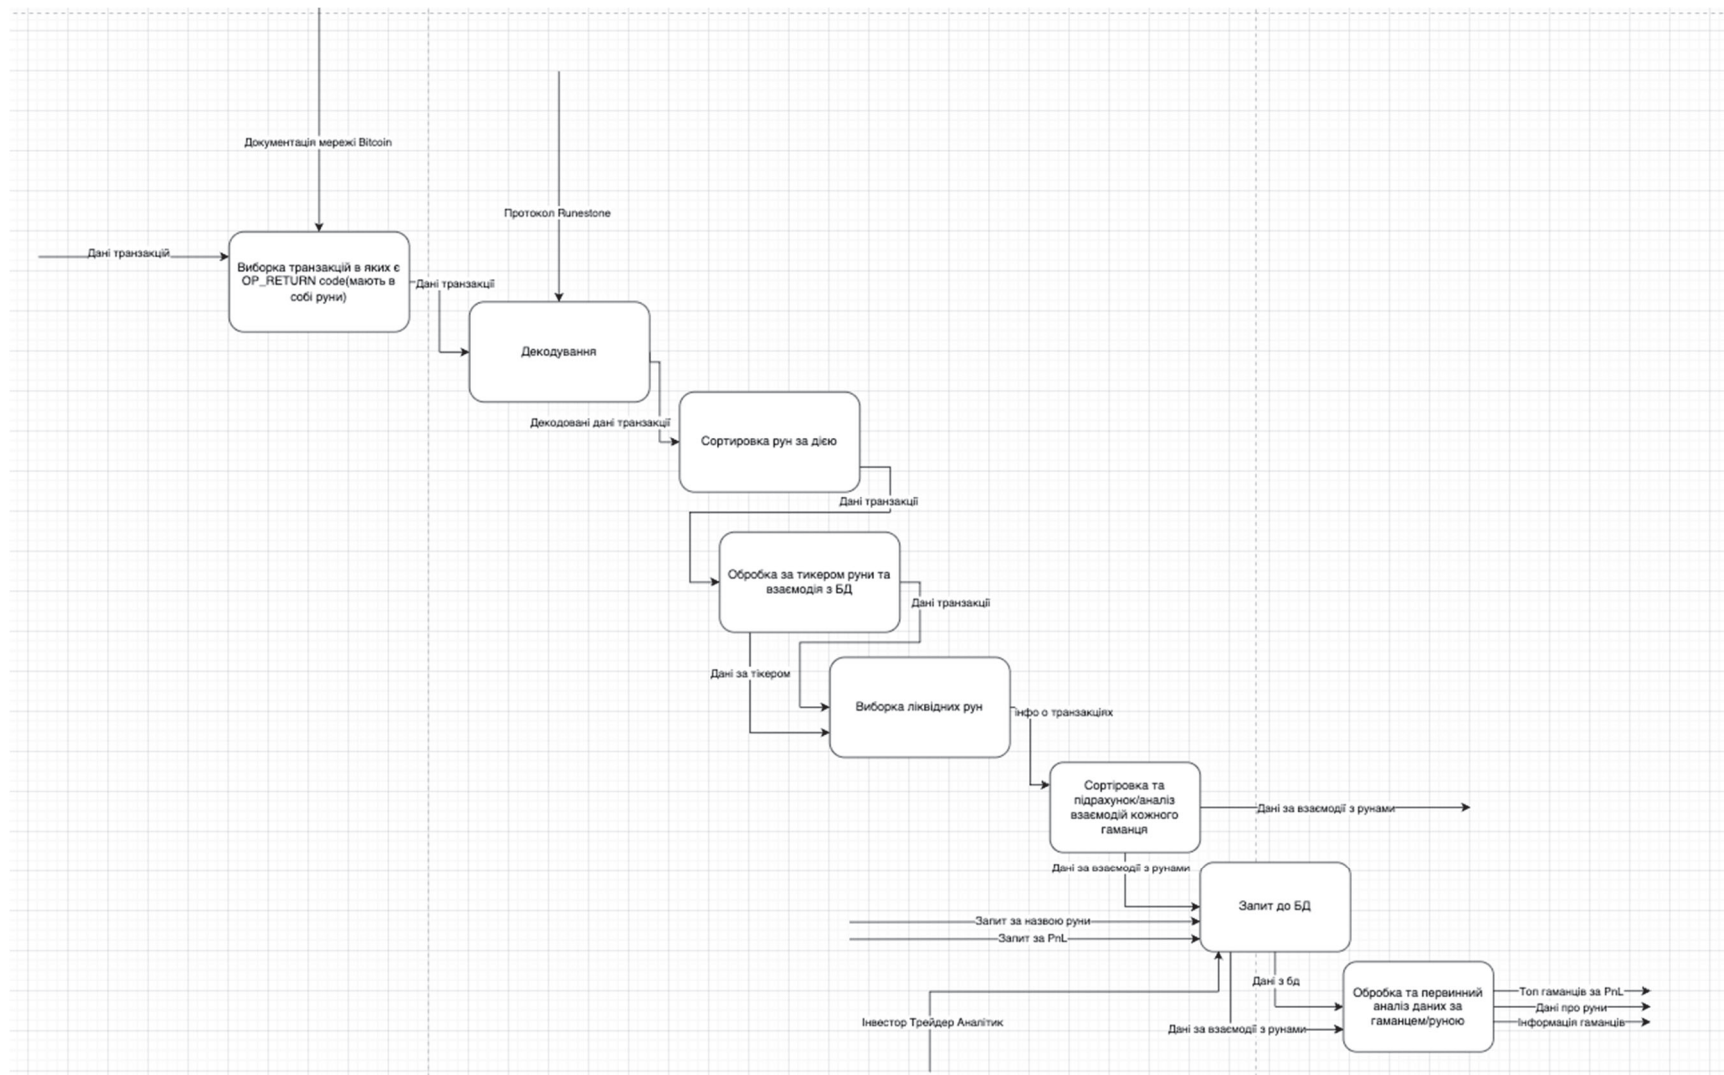 Документація мережі Bitcoin
Протокол Runestone
Дані транзакцій
Виборка транзакцій в яких є
OP_RETURN code(мають в
собі руни)
Дані транзакції
Декодування
Декодовані дані транзакції
Сортировка рун за дією
Дані транзакції
Обробка за тикером руни та
взаємодія з БД
Дані транзакції
Дані за тікером
Виборка ліквідних рун
інфо о транзакціях
Сортіровка та
підрахунок/аналіз
взаємодій кожного
гаманця
Дані за взаємодії з рунами
Дані за взаємодії з рунами
Запит до БД
Запит за назвою руни
Запит за PnL
Дані з бд
Обробка та первинний
аналіз даних за
гаманцем/руною
Топ гаманців за PnL
Дані про руни
Інформація гаманців
Інвестор Трейдер Аналітик
Дані за взаємодії з рунами